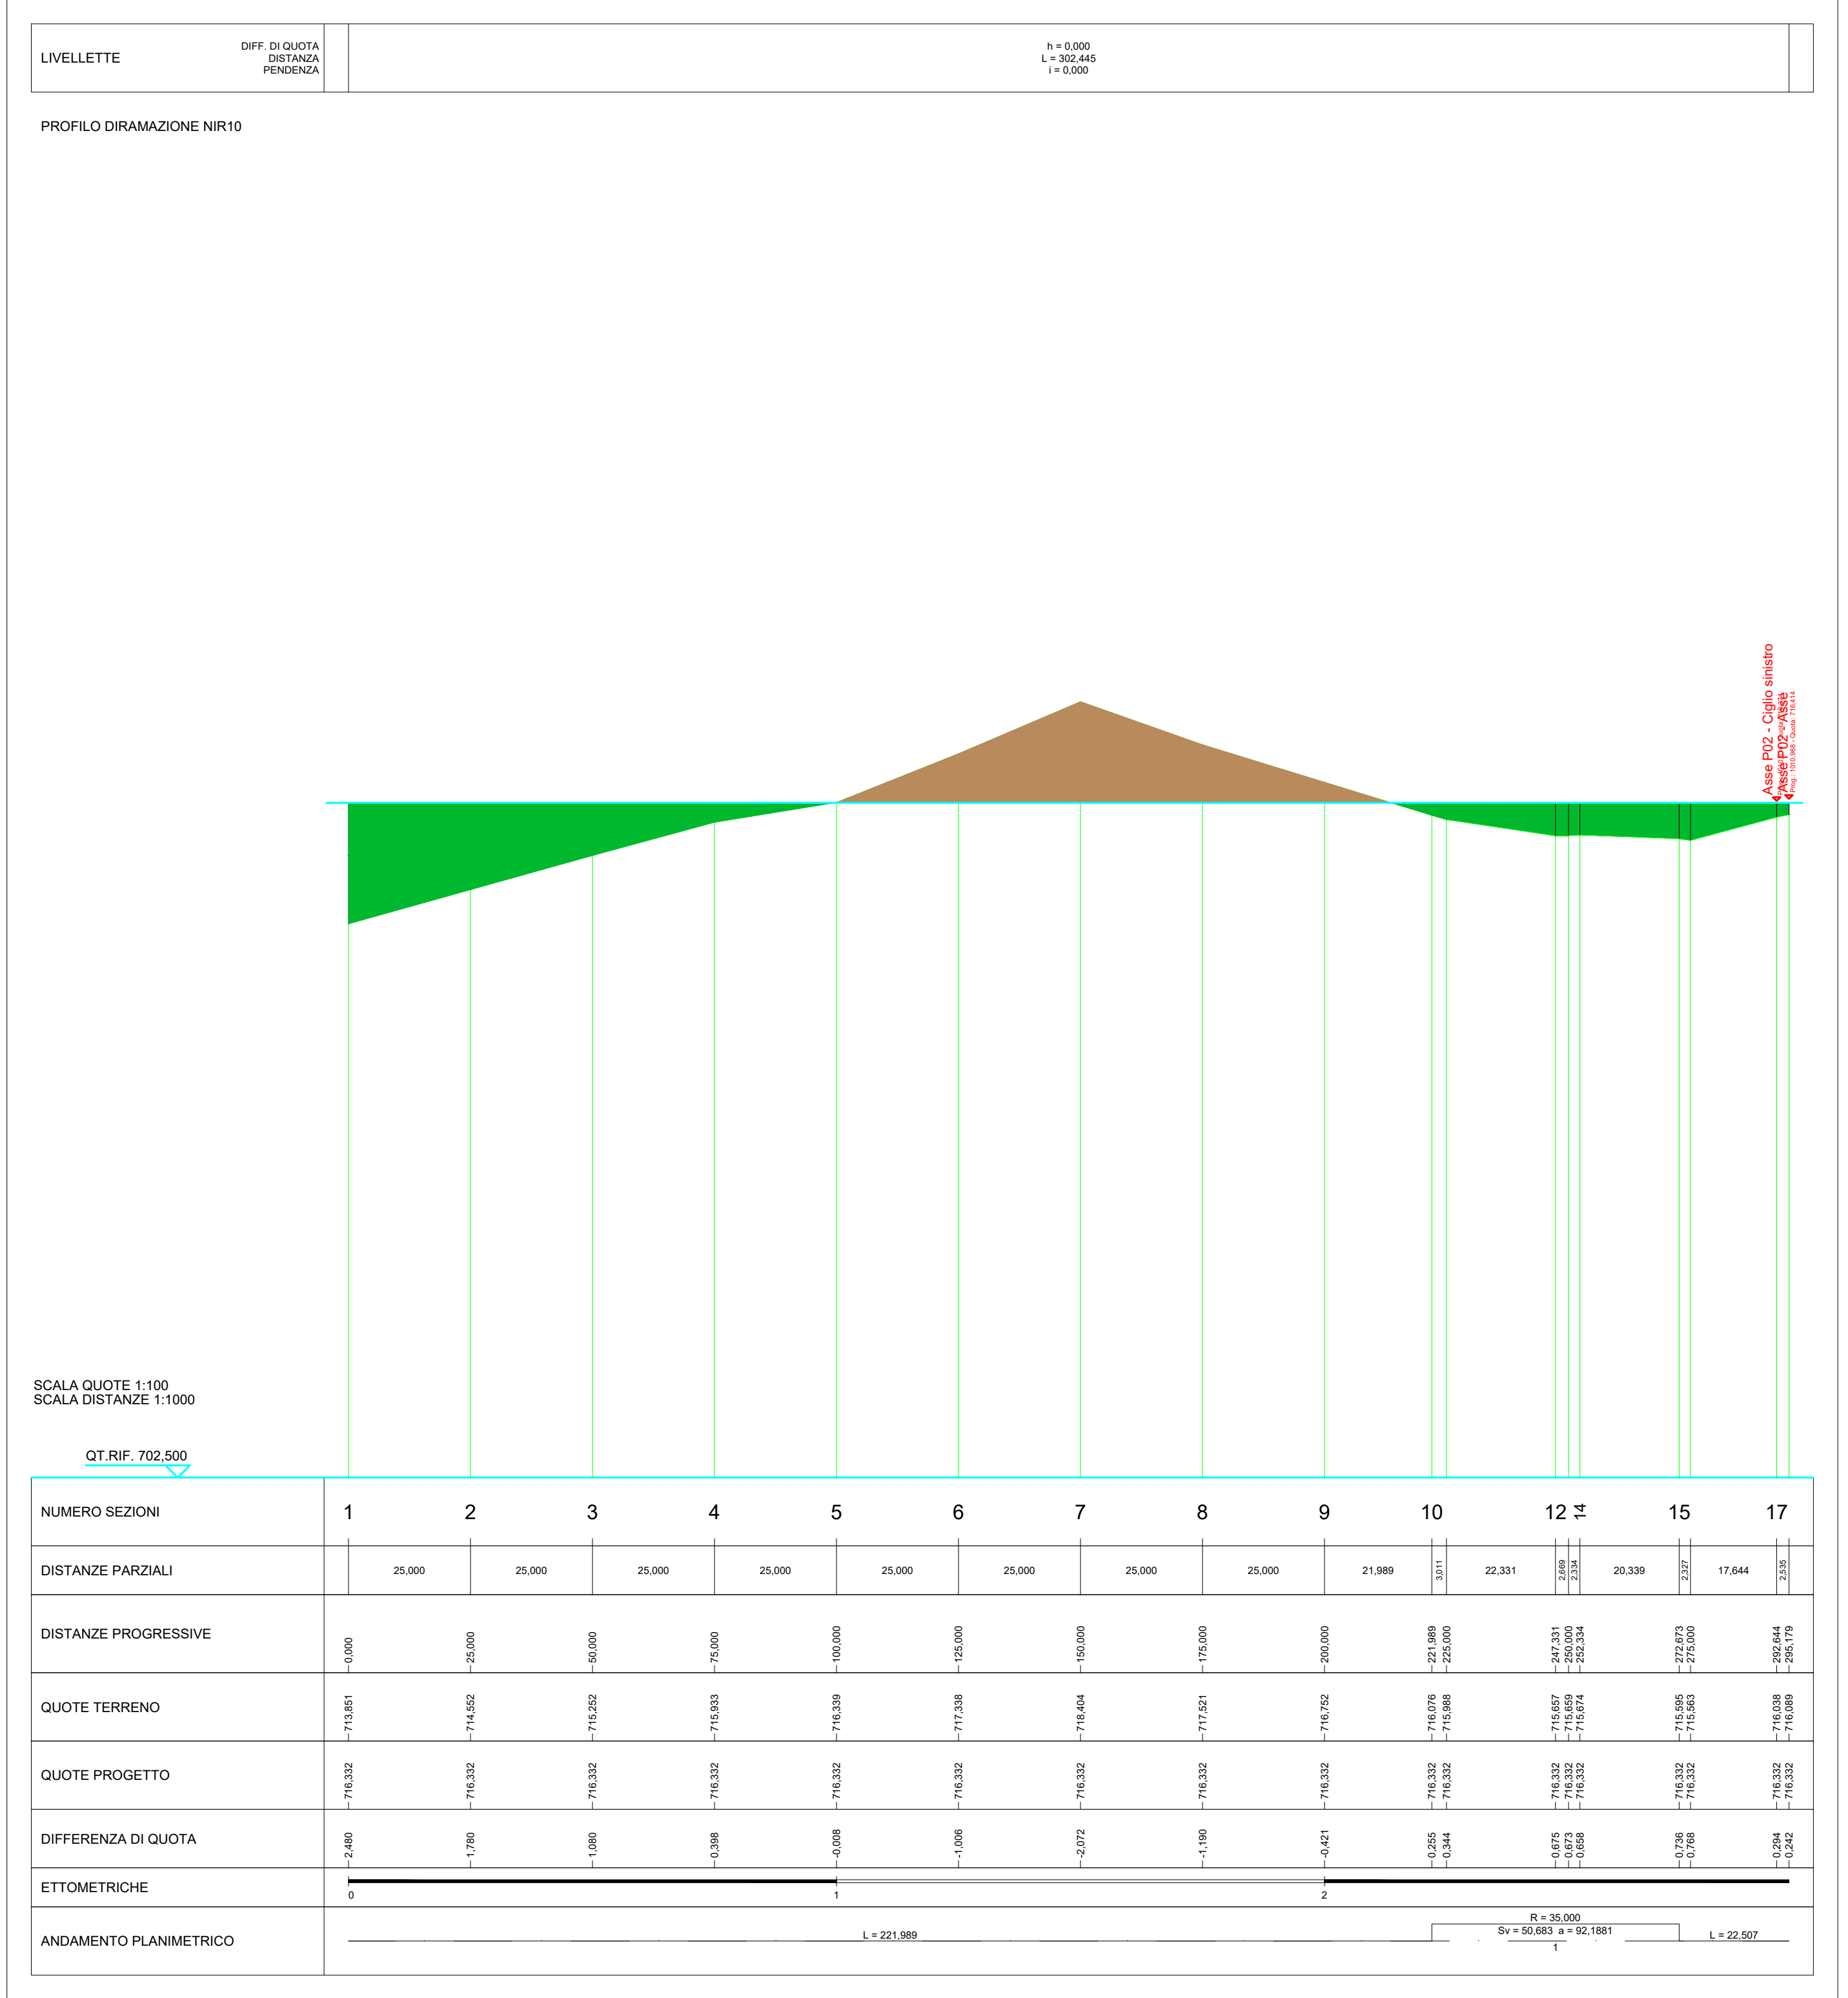 LIVELLETTE
DIFF. DI QUOTA
DISTANZA
PENDENZA
h = 0,000
L = 302,445
i = 0,000
PROFILO DIRAMAZIONE NIR10
Asse P02 - Ciglio sinistro
Asse P02 - Asse
Prog.: 1010,968 - Quota: 716,414
SCALA QUOTE 1:100
SCALA DISTANZE 1:1000
QT.RIF. 702,500
NUMERO SEZIONI 1 2 3 4 5 6 7 8 9 10 12 14 15 17
DISTANZE PARZIALI 25,000 25,000 25,000 25,000 25,000 25,000 25,000 25,000 21,989 3,011 22,331 2,669 2,334 20,339 2,327 17,644 2,535
DISTANZE PROGRESSIVE 0,000 25,000 50,000 75,000 100,000 125,000 150,000 175,000 200,000 221,989 225,000 247,331 250,000 252,334 272,673 275,000 292,644 295,179
QUOTE TERRENO 713,851 714,552 715,252 715,933 716,339 717,338 718,404 717,521 716,752 716,076 715,988 715,657 715,659 715,674 715,595 715,563 716,038 716,089
QUOTE PROGETTO 716,332 716,332 716,332 716,332 716,332 716,332 716,332 716,332 716,332 716,332 716,332 716,332 716,332 716,332 716,332 716,332 716,332 716,332
DIFFERENZA DI QUOTA 2,480 1,780 1,080 0,398 -0,008 -1,006 -2,072 -1,190 -0,421 0,255 0,344 0,675 0,673 0,658 0,736 0,768 0,294 0,242
ETTOMETRICHE 0 1 2
ANDAMENTO PLANIMETRICO
L = 221,989
R = 35,000
Sv = 50,683 a = 92,1881
1
L = 22,507